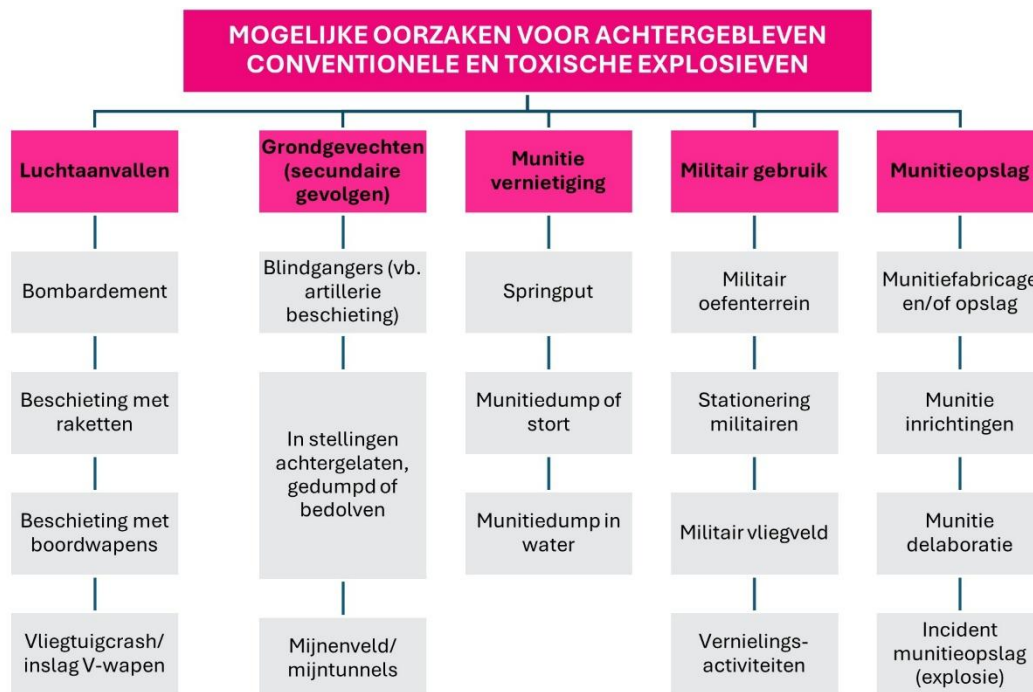 MOGELIJKE OORZAKEN VOOR ACHTERGEBLEVEN
CONVENTIONELE EN TOXISCHE EXPLOSIEVEN
Luchtaanvallen
Bombardement
Beschieting met
raketten
Beschieting met
boordwapens
Vliegtuigcrash/
inslag V-wapen
Grondgevechten
(secundaire
gevolgen)
Blindgangers (vb.
artillerie
beschieting)
In stellingen
achtergelaten,
gedumpd of
bedolven
Mijnenveld/
mijntunnels
Munitie
vernietiging
Springput
Munitiedump of
stort
Munitiedump in
water
Militair gebruik
Militair
oefenterrein
Stationering
militairen
Militair vliegveld
Vernielings-
activiteiten
Munitieopslag
Munitiefabricage
en/of opslag
Munitie
inrichtingen
Munitie
delaboratie
Incident
munitieopslag
(explosie)